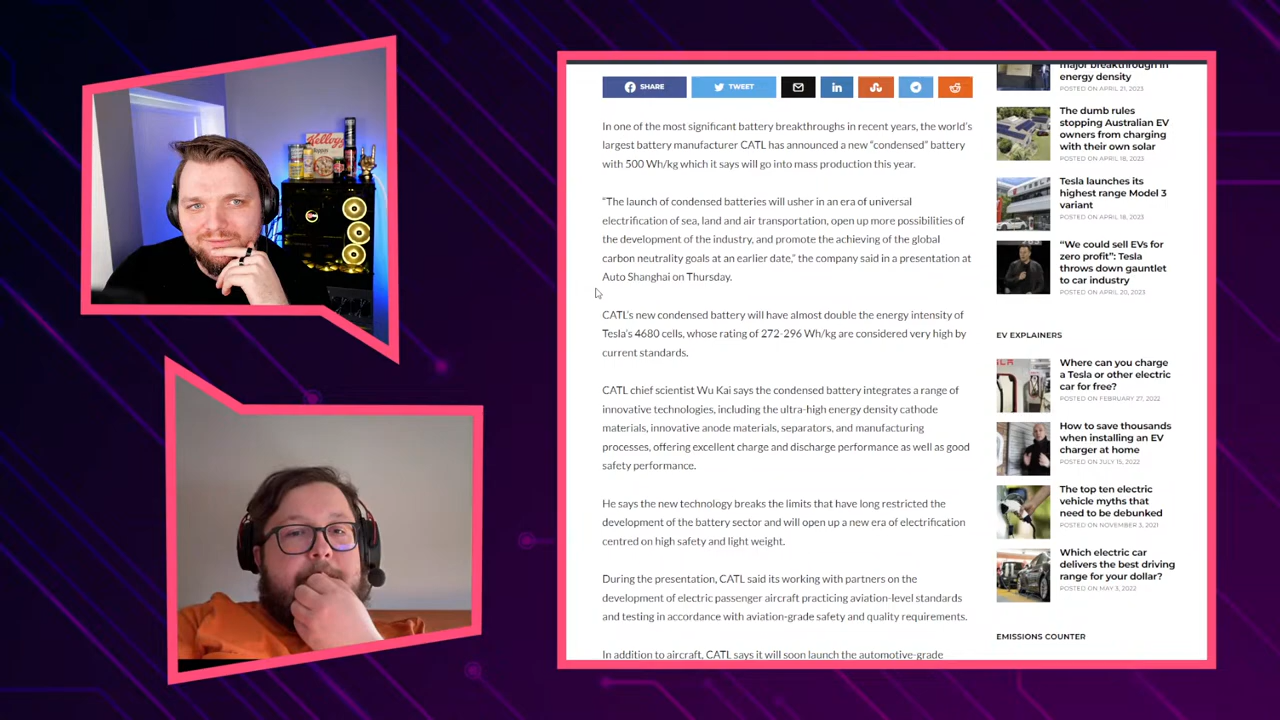 Kellogg's
SHARE
TWEET
In one of the most significant battery breakthroughs in recent years, the world's
largest battery manufacturer CATL has announced a new "condensed" battery
with 500 Wh/kg which it says will go into mass production this year.
"The launch of condensed batteries will usher in an era of universal
electrification of sea, land and air transportation, open up more possibilities of
the development of the industry, and promote the achieving of the global
carbon neutrality goals at an earlier date," the company said in a presentation at
Auto Shanghai on Thursday.
CATL's new condensed battery will have almost double the energy intensity of
Tesla's 4680 cells, whose rating of 272-296 Wh/kg are considered very high by
current standards.
CATL chief scientist Wu Kai says the condensed battery integrates a range of
innovative technologies, including the ultra-high energy density cathode
materials, innovative anode materials, separators, and manufacturing
processes, offering excellent charge and discharge performance as well as good
safety performance.
He says the new technology breaks the limits that have long restricted the
development of the battery sector and will open up a new era of electrification
centred on high safety and light weight.
During the presentation, CATL said its working with partners on the
development of electric passenger aircraft practicing aviation-level standards
and testing in accordance with aviation-grade safety and quality requirements.
In addition to aircraft, CATL says it will soon launch the automotive-grade
major breakthrough in
energy density
POSTED ON APRIL 21, 2023
The dumb rules
stopping Australian EV
owners from charging
with their own solar
POSTED ON APRIL 18, 2023
Tesla launches its
highest range Model 3
variant
POSTED ON APRIL 18, 2023
"We could sell EVs for
zero profit": Tesla
throws down gauntlet
to car industry
POSTED ON APRIL 20, 2023
EV EXPLAINERS
Where can you charge
a Tesla or other electric
car for free?
POSTED ON FEBRUARY 27, 2022
How to save thousands
when installing an EV
charger at home
POSTED ON JULY 15, 2022
The top ten electric
vehicle myths that
need to be debunked
POSTED ON NOVEMBER 3, 2021
Which electric car
delivers the best driving
range for your dollar?
POSTED ON MAY 3, 2022
EMISSIONS COUNTER